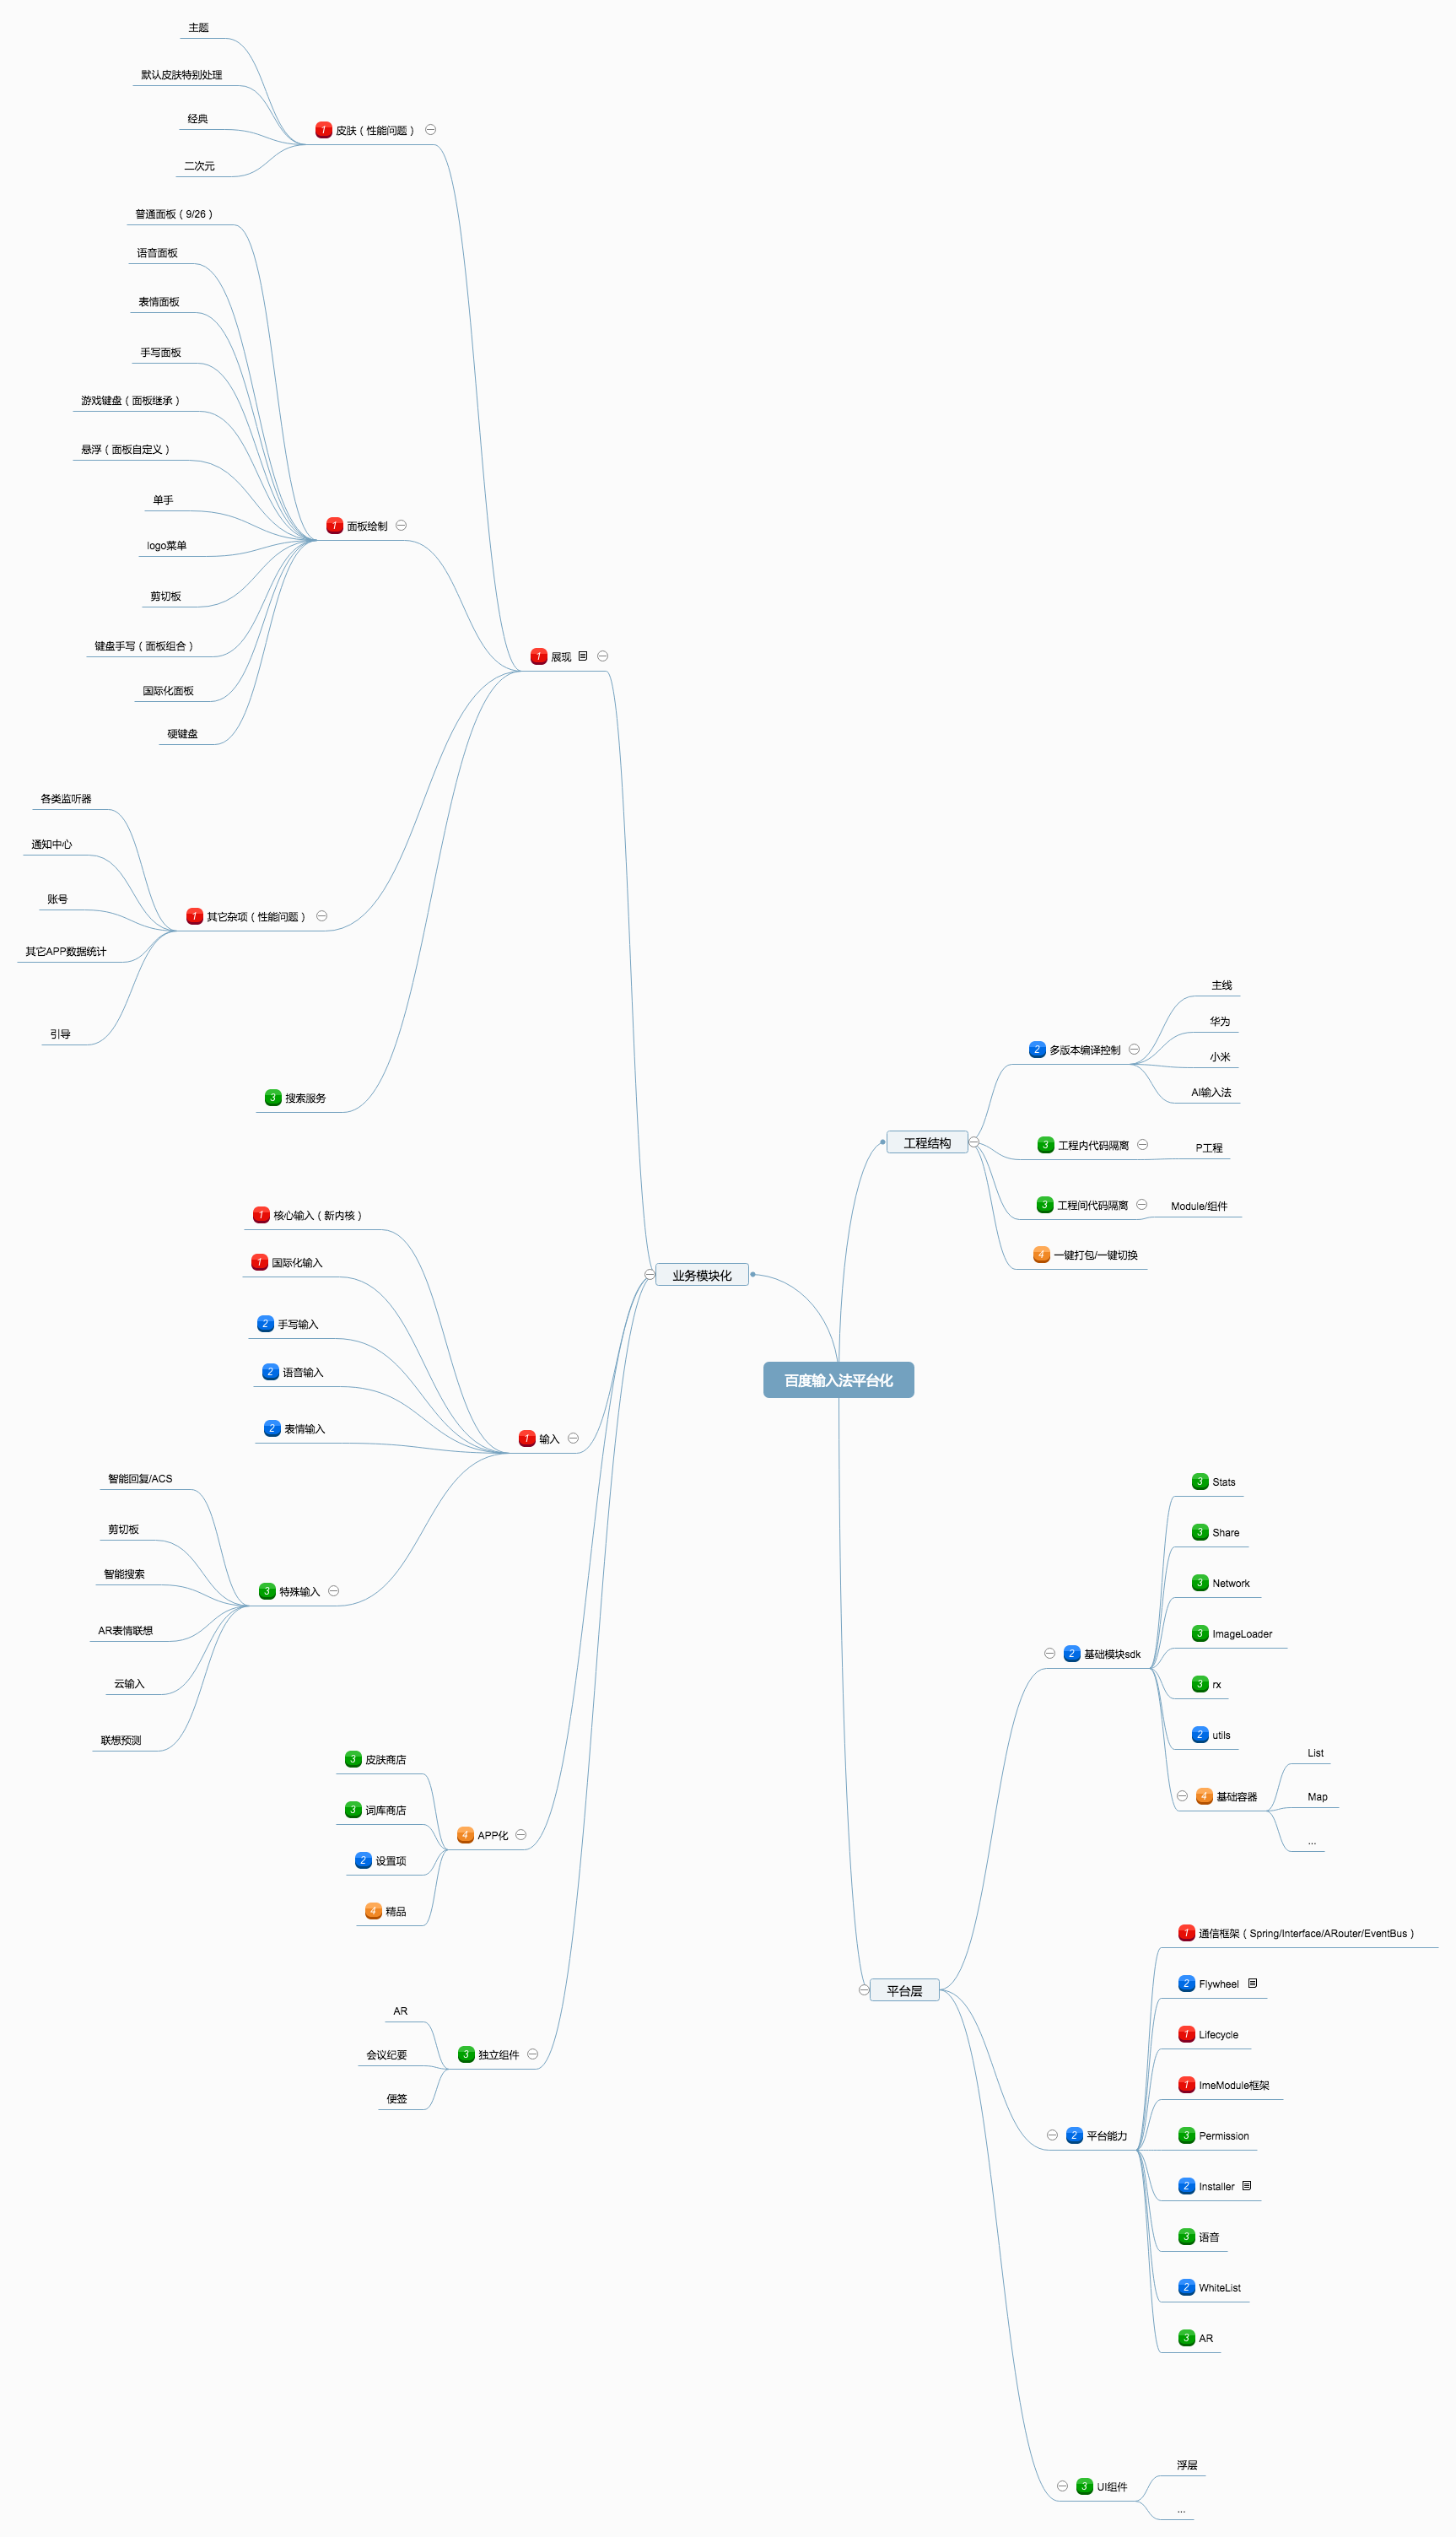 百度输入法平台化
业务模块化
1 展现
1 皮肤（性能问题）
主题
默认皮肤特别处理
经典
二次元
1 面板绘制
普通面板（9/26）
语音面板
表情面板
手写面板
游戏键盘（面板继承）
悬浮（面板自定义）
单手
logo菜单
剪切板
键盘手写（面板组合）
国际化面板
硬键盘
1 其它杂项（性能问题）
各类监听器
通知中心
账号
其它APP数据统计
引导
3 搜索服务
1 输入
1 核心输入（新内核）
1 国际化输入
2 手写输入
2 语音输入
2 表情输入
3 特殊输入
智能回复/ACS
剪切板
智能搜索
AR表情联想
云输入
联想预测
4 APP化
3 皮肤商店
3 词库商店
2 设置项
4 精品
3 独立组件
AR
会议纪要
便签
工程结构
2 多版本编译控制
主线
华为
小米
AI输入法
3 工程内代码隔离
P工程
3 工程间代码隔离
Module/组件
4 一键打包/一键切换
平台层
2 基础模块sdk
3 Stats
3 Share
3 Network
3 ImageLoader
3 rx
2 utils
4 基础容器
List
Map
...
2 平台能力
1 通信框架（Spring/Interface/ARouter/EventBus）
2 Flywheel
1 Lifecycle
1 ImeModule框架
3 Permission
2 Installer
3 语音
2 WhiteList
3 AR
3 UI组件
浮层
...